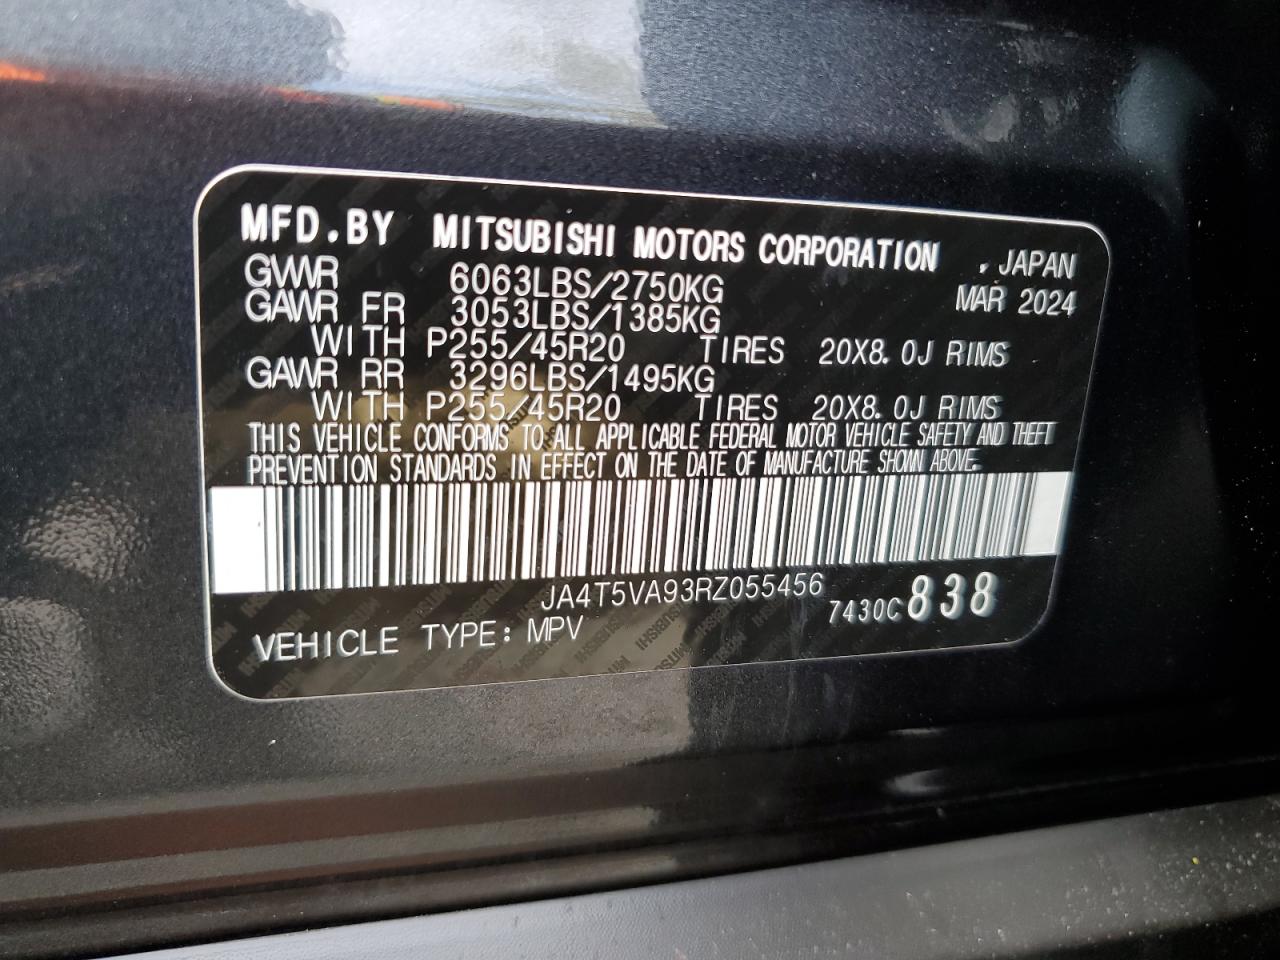 MFD.BY MITSUBISHI MOTORS CORPORATION , JAPAN
GVWR 6063LBS/2750KG MAR 2024
GAWR FR 3053LBS/1385KG
WITH P255/45R20 TIRES 20X8.0J RIMS
GAWR RR 3296LBS/1495KG
WITH P255/45R20 TIRES 20X8.0J RIMS
THIS VEHICLE CONFORMS TO ALL APPLICABLE FEDERAL MOTOR VEHICLE SAFETY AND THEFT
PREVENTION STANDARDS IN EFFECT ON THE DATE OF MANUFACTURE SHOWN ABOVE.
JA4T5VA93RZ055456
7430C 838
VEHICLE TYPE: MPV